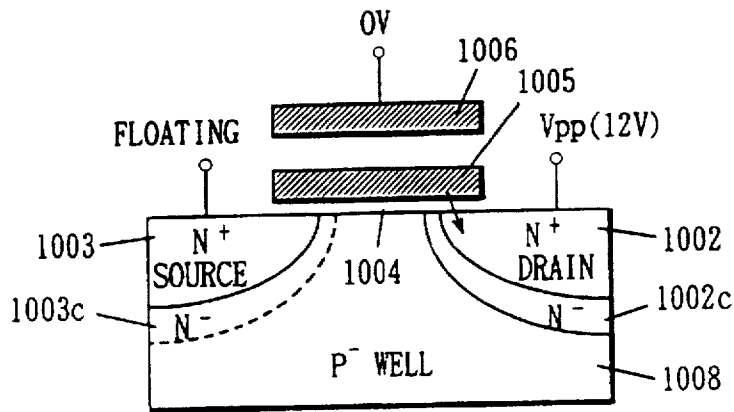 0V
1006
1005
FLOATING
Vpp(12V)
1003
N+
SOURCE
1004
N+
DRAIN
1002
1003c
N-
N-
1002c
P- WELL
1008